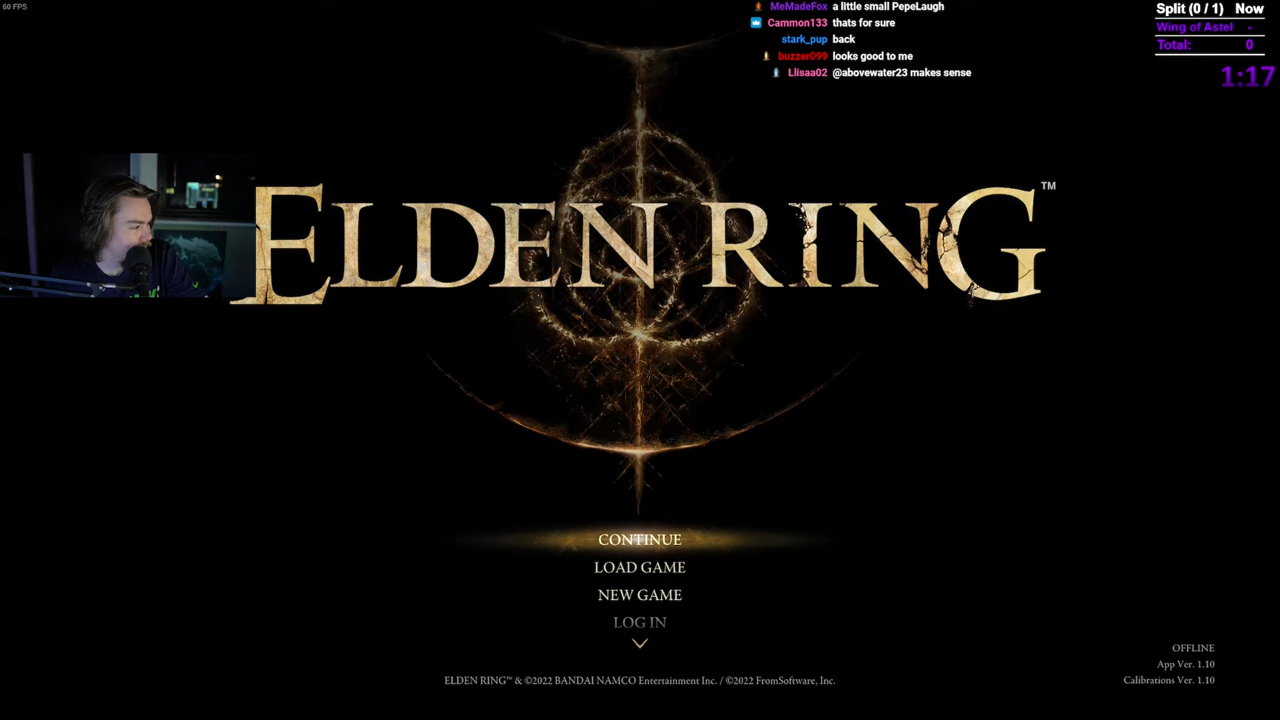 60 FPS
MeMadeFox a little small PepeLaugh
Cammon133 thats for sure
stark_pup back
buzzer099 looks good to me
Llisaa02 @abovewater23 makes sense
Split (0 / 1) Now
Wing of Astel -
Total: 0
1:17
ELDEN RING™
CONTINUE
LOAD GAME
NEW GAME
LOG IN
OFFLINE
App Ver. 1.10
Calibrations Ver. 1.10
ELDEN RING™ & ©2022 BANDAI NAMCO Entertainment Inc. / ©2022 FromSoftware, Inc.